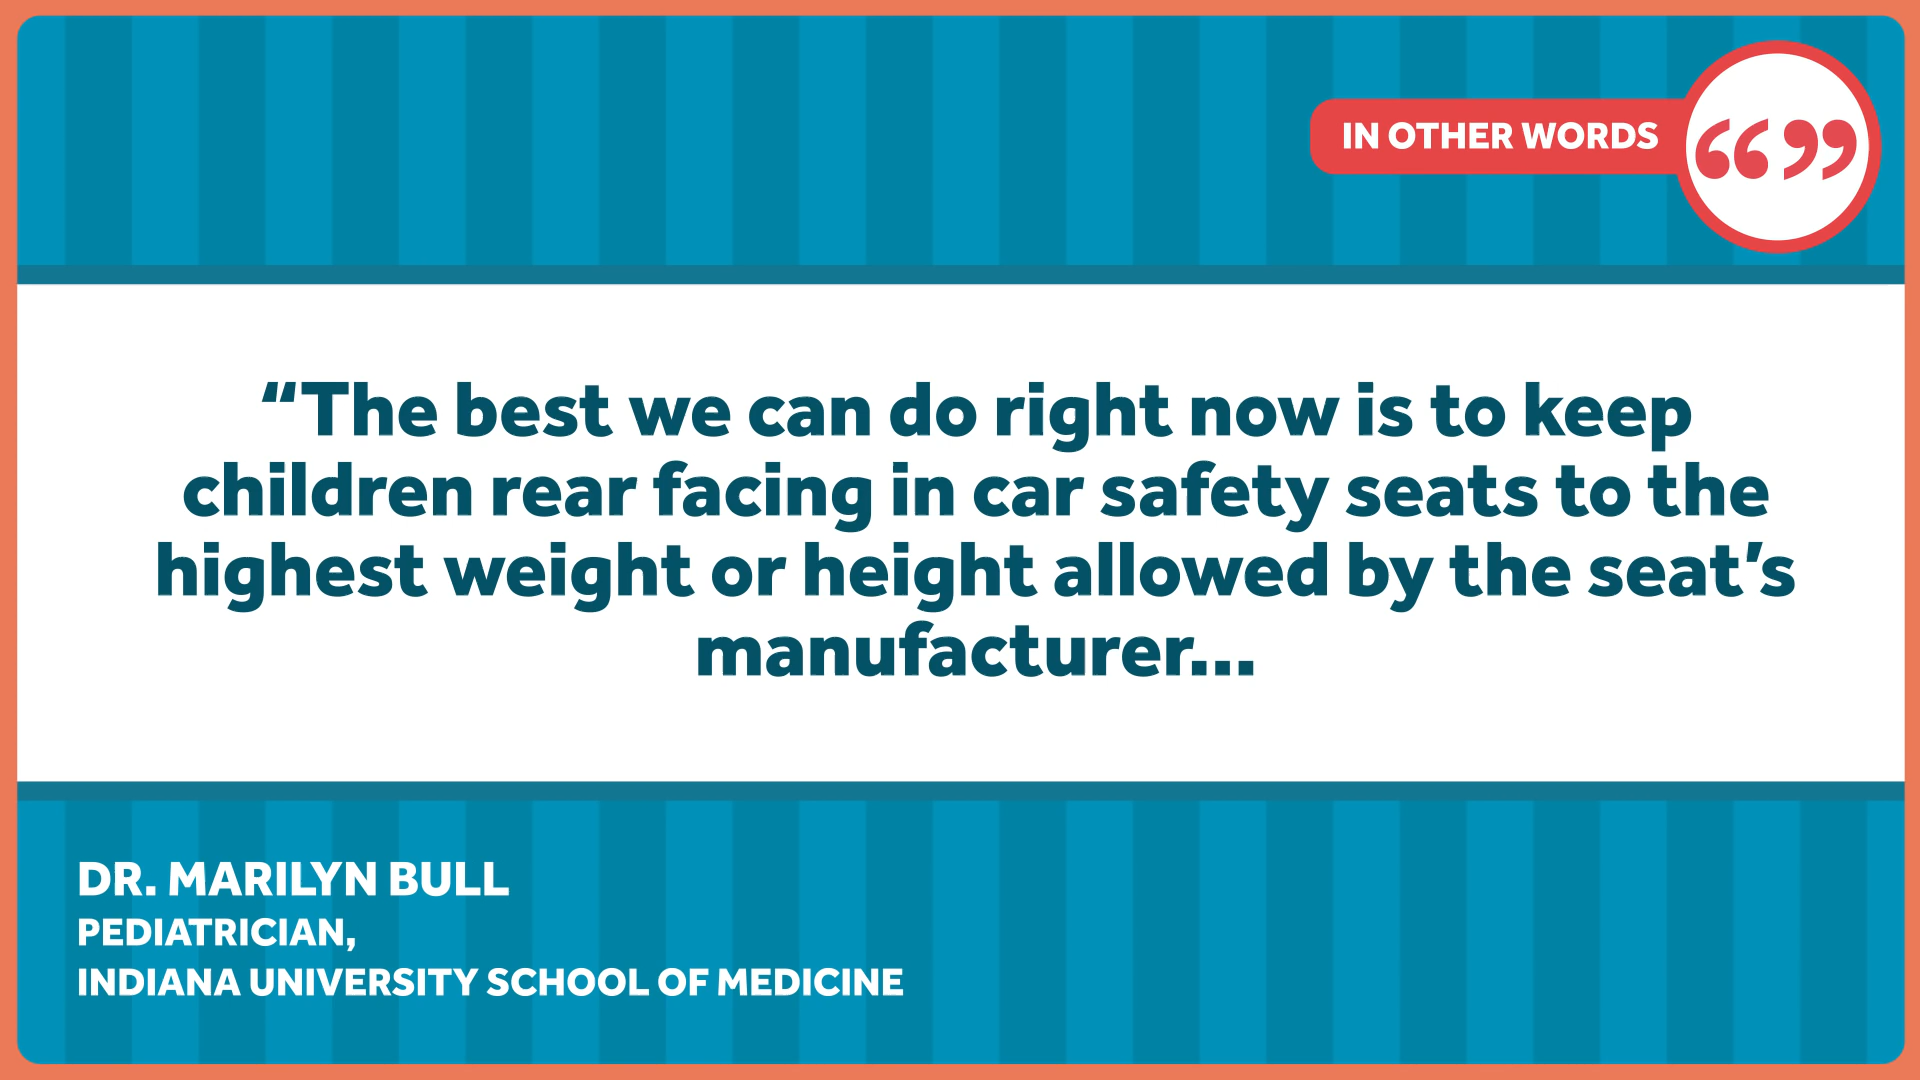 IN OTHER WORDS
“”
“The best we can do right now is to keep
children rear facing in car safety seats to the
highest weight or height allowed by the seat’s
manufacturer...
DR. MARILYN BULL
PEDIATRICIAN,
INDIANA UNIVERSITY SCHOOL OF MEDICINE